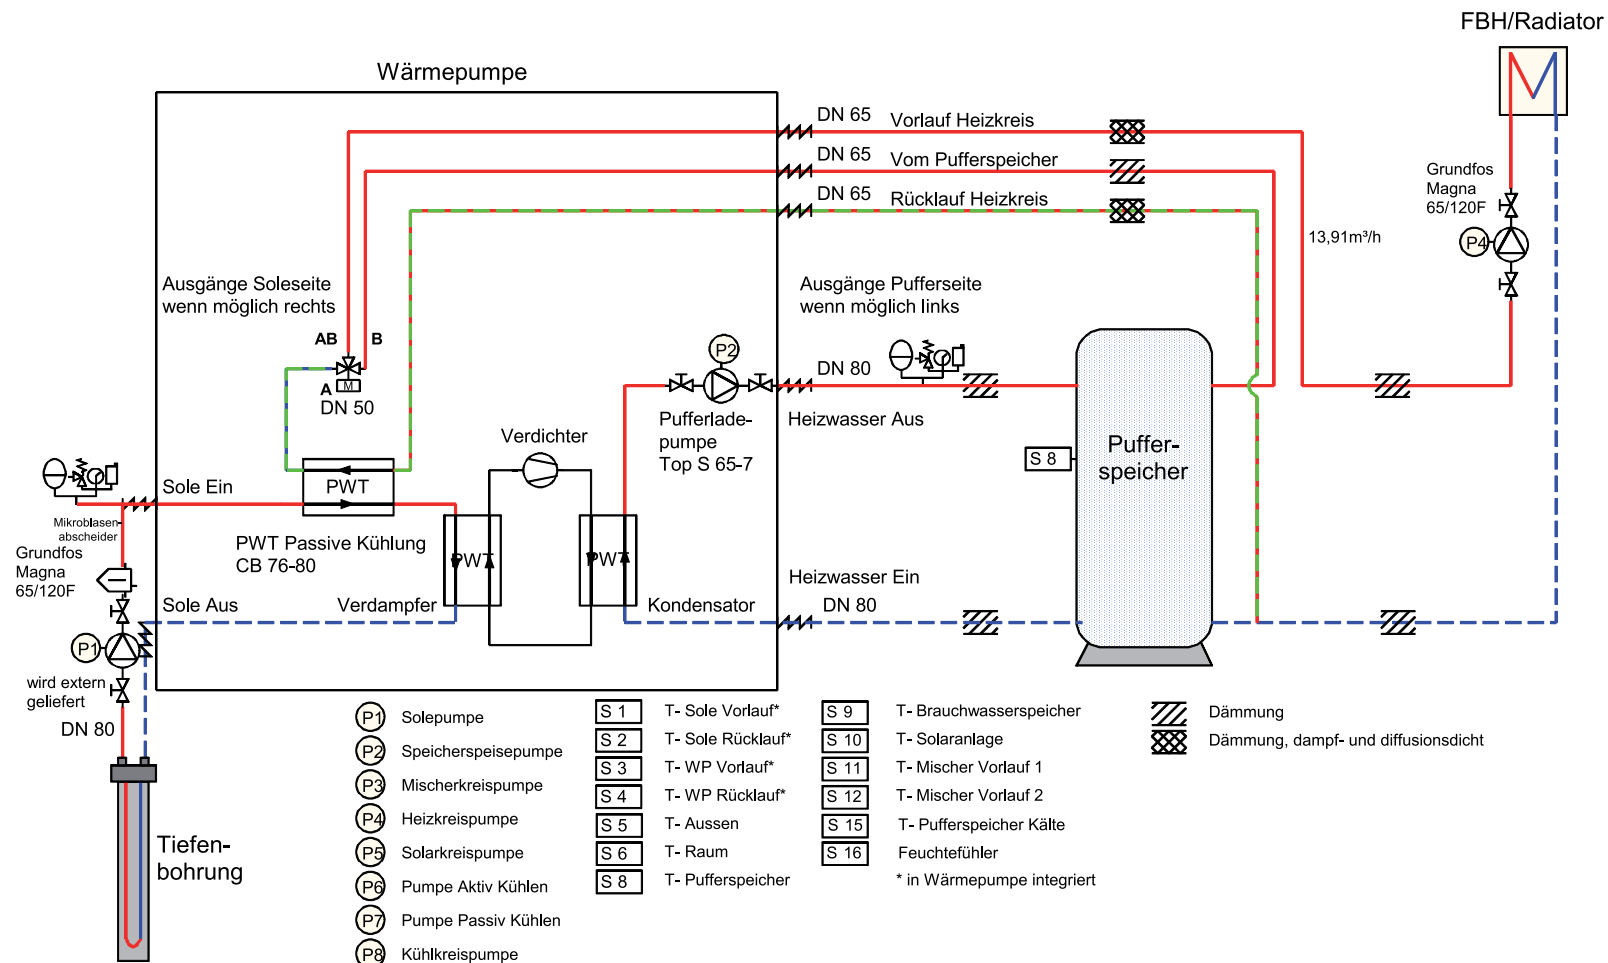 FBH/Radiator
Wärmepumpe
DN 65
Vorlauf Heizkreis
DN 65
Vom Pufferspeicher
DN 65
Rücklauf Heizkreis
Grundfos
Magna
65/120F
P4
13,91m³/h
Ausgänge Soleseite
wenn möglich rechts
Ausgänge Pufferseite
wenn möglich links
AB
B
A
M
DN 50
P2
DN 80
Pufferlade-
pumpe
Top S 65-7
Heizwasser Aus
Verdichter
Puffer-
speicher
S 8
Sole Ein
PWT
Mikroblasen-
abscheider
PWT Passive Kühlung
CB 76-80
PWT
PWT
Grundfos
Magna
65/120F
Heizwasser Ein
DN 80
Sole Aus
Verdampfer
Kondensator
P1
wird extern
geliefert
DN 80
Tiefen-
bohrung
P1 Solepumpe
P2 Speicherspeisepumpe
P3 Mischerkreispumpe
P4 Heizkreispumpe
P5 Solarkreispumpe
P6 Pumpe Aktiv Kühlen
P7 Pumpe Passiv Kühlen
P8 Kühlkreispumpe
S 1 T- Sole Vorlauf*
S 2 T- Sole Rücklauf*
S 3 T- WP Vorlauf*
S 4 T- WP Rücklauf*
S 5 T- Aussen
S 6 T- Raum
S 8 T- Pufferspeicher
S 9 T- Brauchwasserspeicher
S 10 T- Solaranlage
S 11 T- Mischer Vorlauf 1
S 12 T- Mischer Vorlauf 2
S 15 T- Pufferspeicher Kälte
S 16 Feuchtefühler
* in Wärmepumpe integriert
Dämmung
Dämmung, dampf- und diffusionsdicht